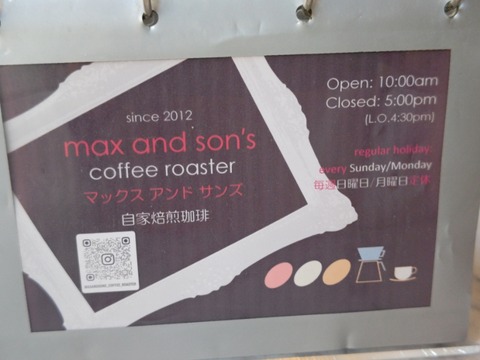 since 2012
max and son's
coffee roaster
マックス アンド サンズ
自家焙煎珈琲
Open: 10:00am
Closed: 5:00pm
(L.O.4:30pm)
regular holiday:
every Sunday/Monday
毎週日曜日/月曜日定休